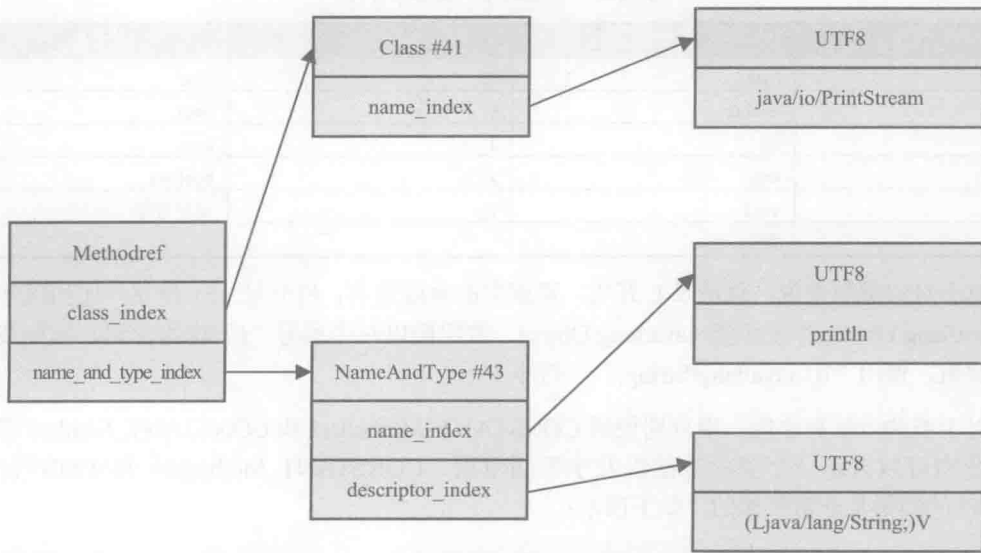 Class #41
name_index
UTF8
java/io/PrintStream
Methodref
class_index
name_and_type_index
NameAndType #43
name_index
descriptor_index
UTF8
println
UTF8
(Ljava/lang/String;)V